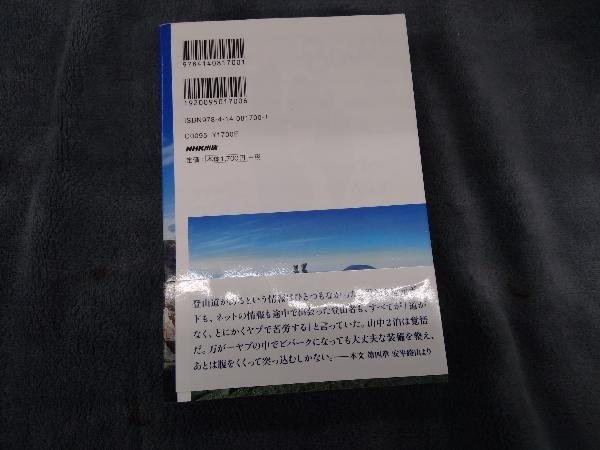 9784140817001
1920095017006
ISBN978-4-14-081700-1
C0095 ¥1700E
NHK出版
定価：本体1,700円+税
登山道があるという情報はひとつもなかった
ドも、ネットの情報も途中で出会った登山者も、すべてが「道が
なく、とにかくヤブで苦労する」と言っていた。山中2泊は覚悟
だ。万が一ヤブの中でビバークになっても大丈夫な装備を整え、
あとは腹をくくって突っ込むしかない。——本文 第四章 安平路山より